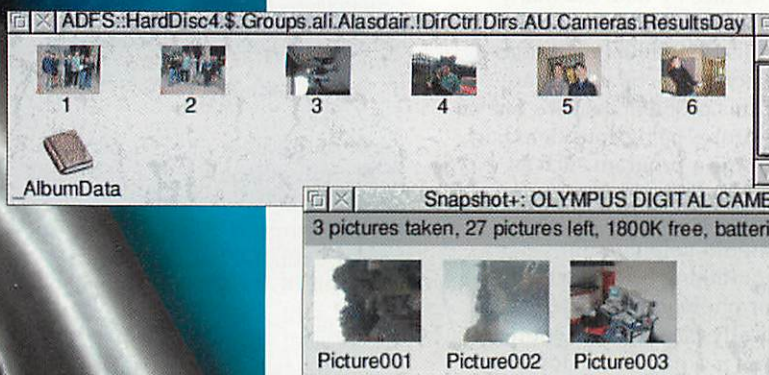 ADFS::HardDisc4.$.Groups.ali.Alasdair.!DirCtrl.Dirs.AU.Cameras.ResultsDay
1 2 3 4 5 6
_AlbumData
Snapshot+: OLYMPUS DIGITAL CAME
3 pictures taken, 27 pictures left, 1800K free, batteri
Picture001 Picture002 Picture003